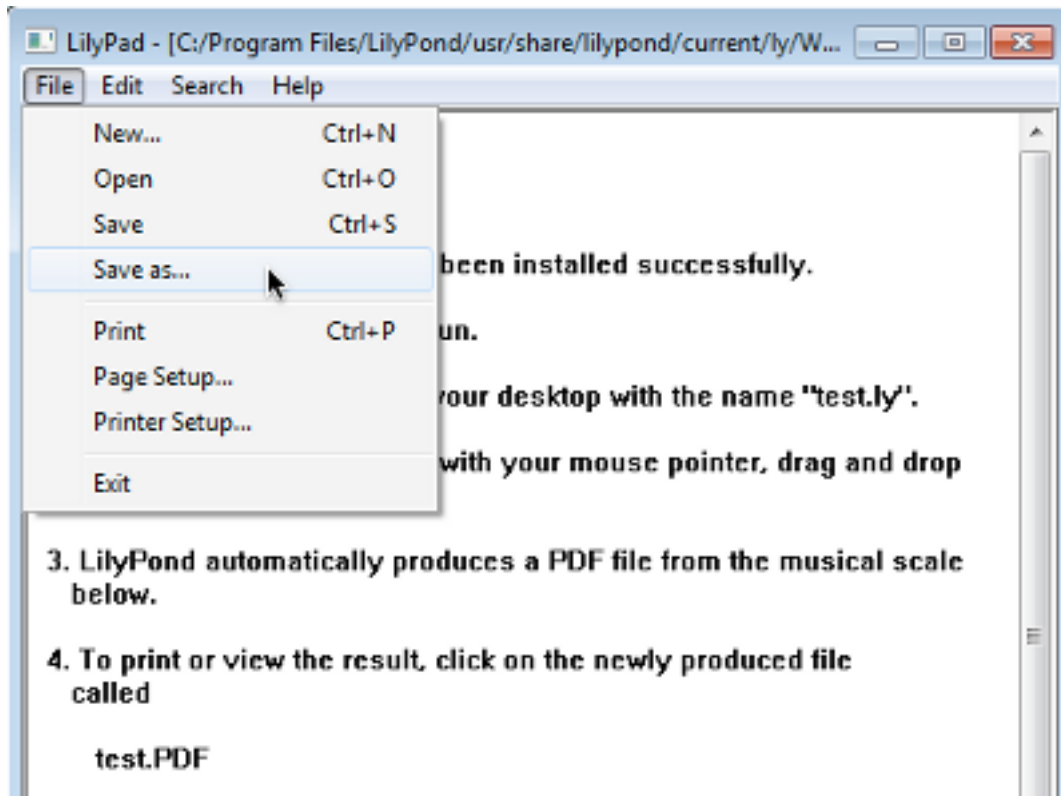 LilyPad - [C:/Program Files/LilyPond/usr/share/lilypond/current/ly/W...
File Edit Search Help
New... Ctrl+N
Open Ctrl+O
Save Ctrl+S
Save as...
Print Ctrl+P
Page Setup...
Printer Setup...
Exit
been installed successfully.
un.
your desktop with the name "test.ly".
with your mouse pointer, drag and drop
3. LilyPond automatically produces a PDF file from the musical scale
below.
4. To print or view the result, click on the newly produced file
called
test.PDF